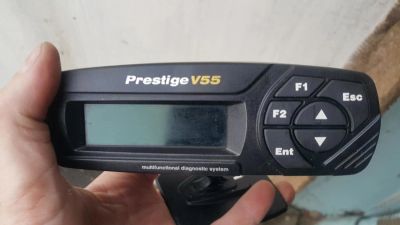 Prestige V55
F1
Esc
F2
Ent
multifunctional diagnostic system